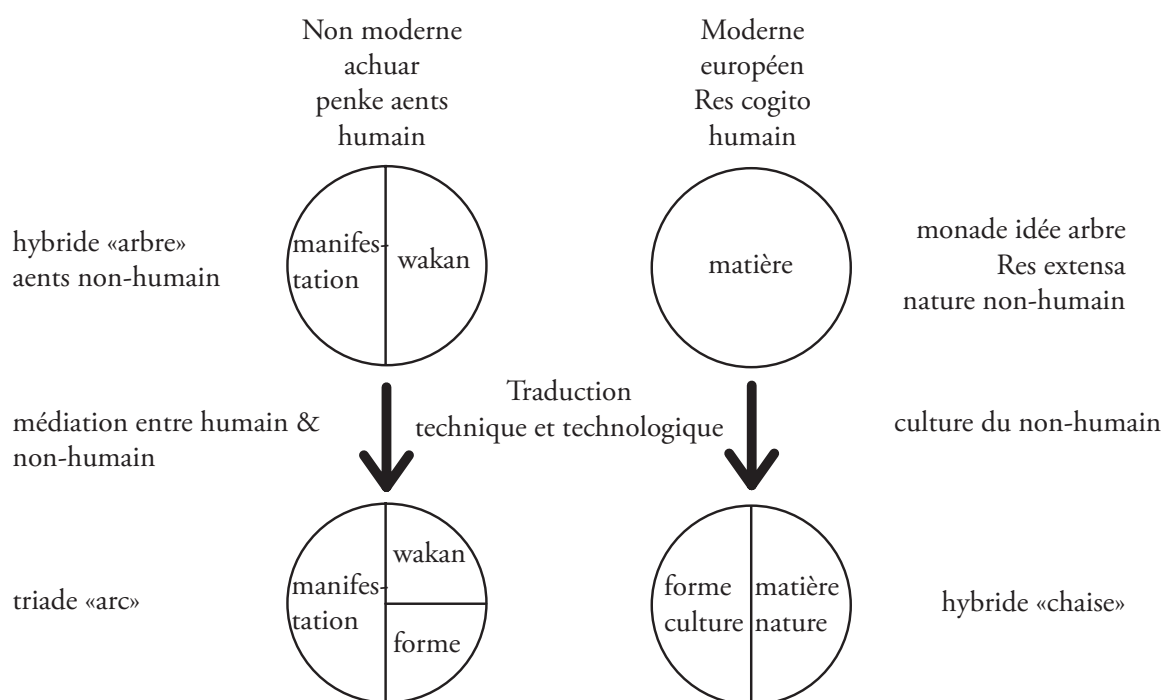 Non moderne
achuar
penke aents
humain
Moderne
européen
Res cogito
humain
hybride «arbre»
aents non-humain
manifes-
tation
wakan
matière
monade idée arbre
Res extensa
nature non-humain
médiation entre humain &
non-humain
Traduction
technique et technologique
culture du non-humain
triade «arc»
manifes-
tation
wakan
forme
forme
culture
matière
nature
hybride «chaise»